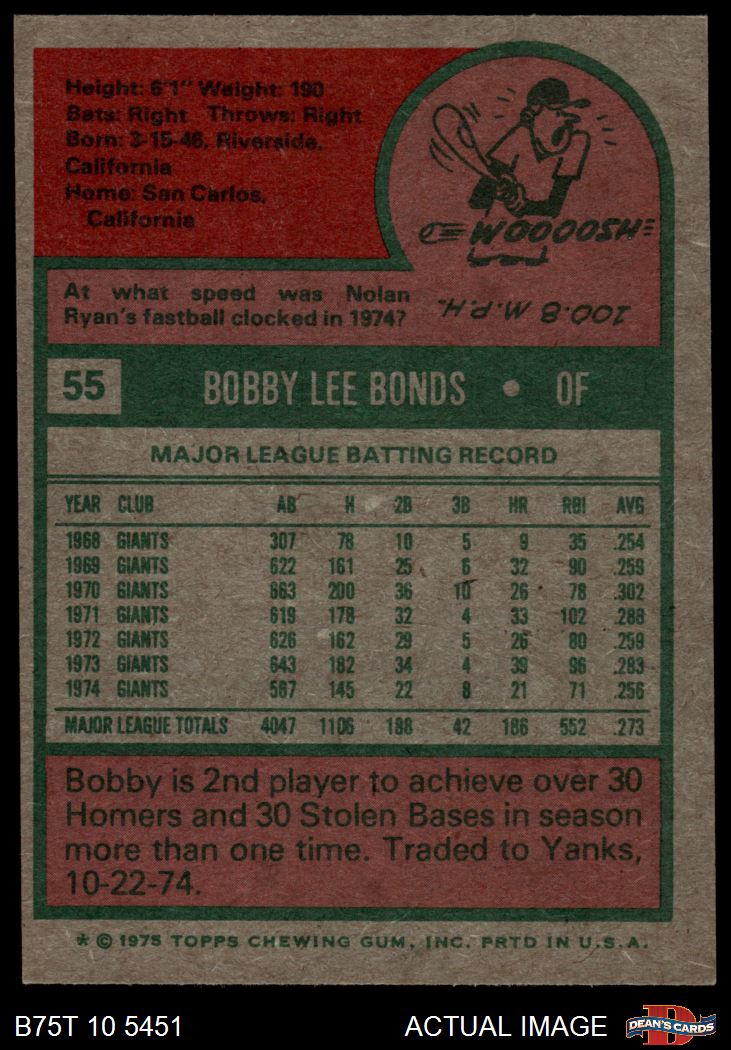 Height: 6'1" Weight: 190
Bats: Right Throws: Right
Born: 3-15-46, Riverside,
California
Home: San Carlos,
California
WOOOOSH
At what speed was Nolan
Ryan's fastball clocked in 1974?
100.8 M.P.H.
55 BOBBY LEE BONDS • OF
MAJOR LEAGUE BATTING RECORD
YEAR CLUB AB H 2B 3B HR RBI AVG
1968 GIANTS 307 78 10 5 9 35 .254
1969 GIANTS 622 161 25 6 32 90 .259
1970 GIANTS 663 200 36 10 26 78 .302
1971 GIANTS 619 178 32 4 33 102 .288
1972 GIANTS 626 162 29 5 26 80 .259
1973 GIANTS 643 182 34 4 39 96 .283
1974 GIANTS 567 145 22 8 21 71 .256
MAJOR LEAGUE TOTALS 4047 1106 188 42 186 552 .273
Bobby is 2nd player to achieve over 30
Homers and 30 Stolen Bases in season
more than one time. Traded to Yanks,
10-22-74.
* © 1975 TOPPS CHEWING GUM, INC. PRTD IN U.S.A.
B75T 10 5451 ACTUAL IMAGE
D
DEAN'S CARDS